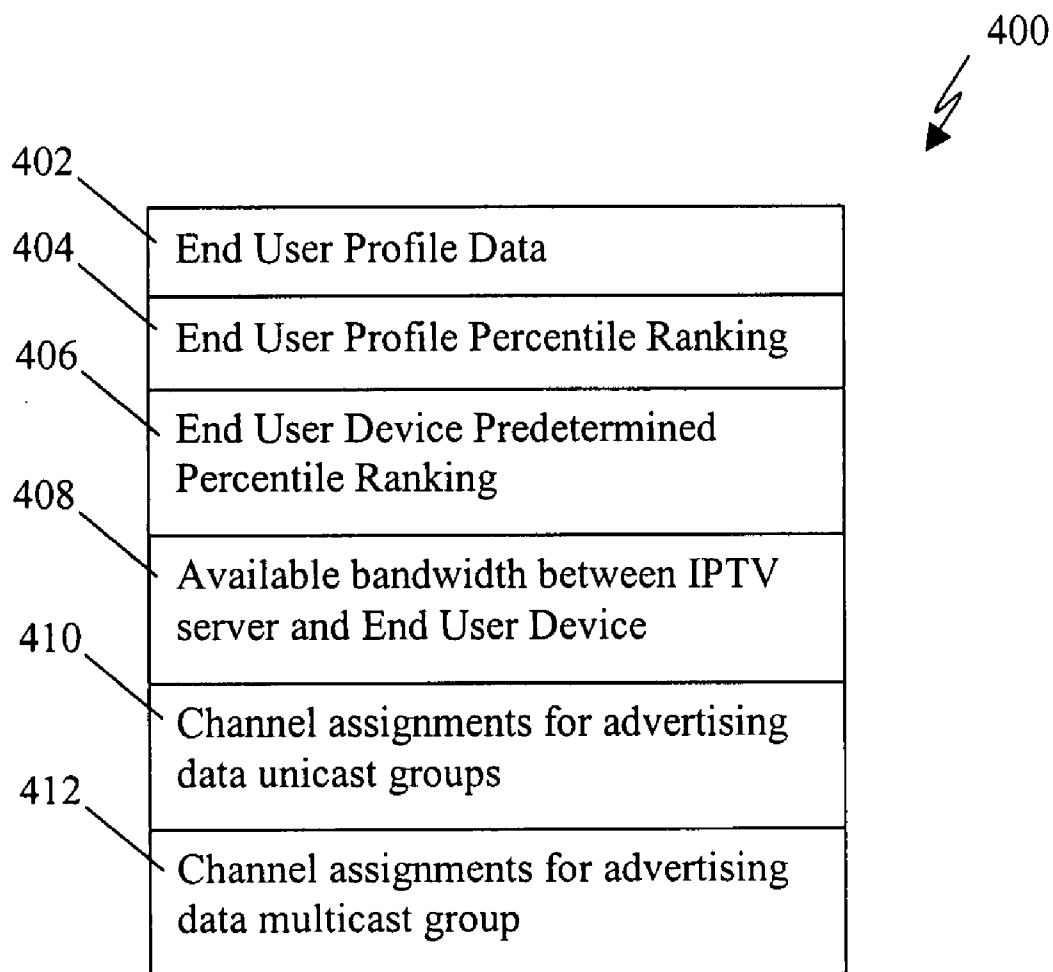 400
402
End User Profile Data
404
End User Profile Percentile Ranking
406
End User Device Predetermined
Percentile Ranking
408
Available bandwidth between IPTV
server and End User Device
410
Channel assignments for advertising
data unicast groups
412
Channel assignments for advertising
data multicast group